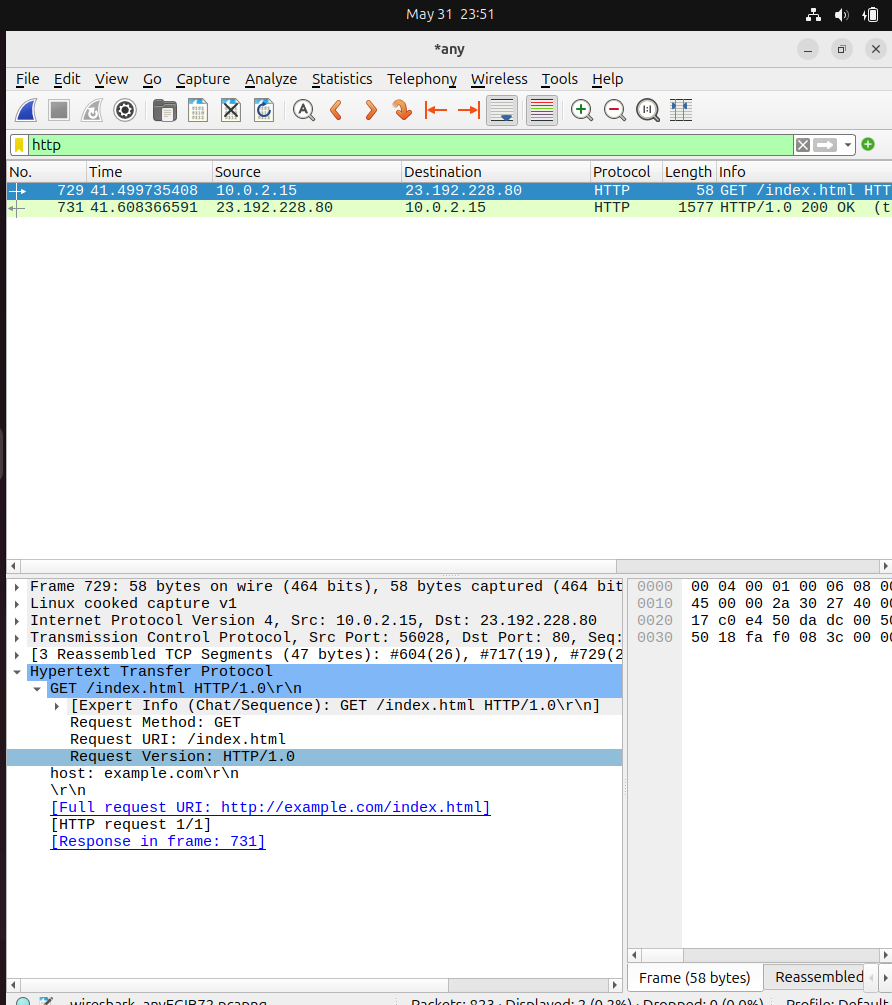 May 31 23:51
*any
File Edit View Go Capture Analyze Statistics Telephony Wireless Tools Help
http
No. Time Source Destination Protocol Length Info
729 41.499735408 10.0.2.15 23.192.228.80 HTTP 58 GET /index.html HTT
731 41.608366591 23.192.228.80 10.0.2.15 HTTP 1577 HTTP/1.0 200 OK (t
Frame 729: 58 bytes on wire (464 bits), 58 bytes captured (464 bit
Linux cooked capture v1
Internet Protocol Version 4, Src: 10.0.2.15, Dst: 23.192.228.80
Transmission Control Protocol, Src Port: 56028, Dst Port: 80, Seq:
[3 Reassembled TCP Segments (47 bytes): #604(26), #717(19), #729(2
Hypertext Transfer Protocol
GET /index.html HTTP/1.0\r\n
[Expert Info (Chat/Sequence): GET /index.html HTTP/1.0\r\n]
Request Method: GET
Request URI: /index.html
Request Version: HTTP/1.0
host: example.com\r\n
\r\n
[Full request URI: http://example.com/index.html]
[HTTP request 1/1]
[Response in frame: 731]
0000 00 04 00 01 00 06 08 00
0010 45 00 00 2a 30 27 40 00
0020 17 c0 e4 50 da dc 00 50
0030 50 18 fa f0 08 3c 00 00
Frame (58 bytes) Reassembled
Packets: 823 · Displayed: 2 (0.2%) · Dropped: 0 (0.0%) Profile: Default